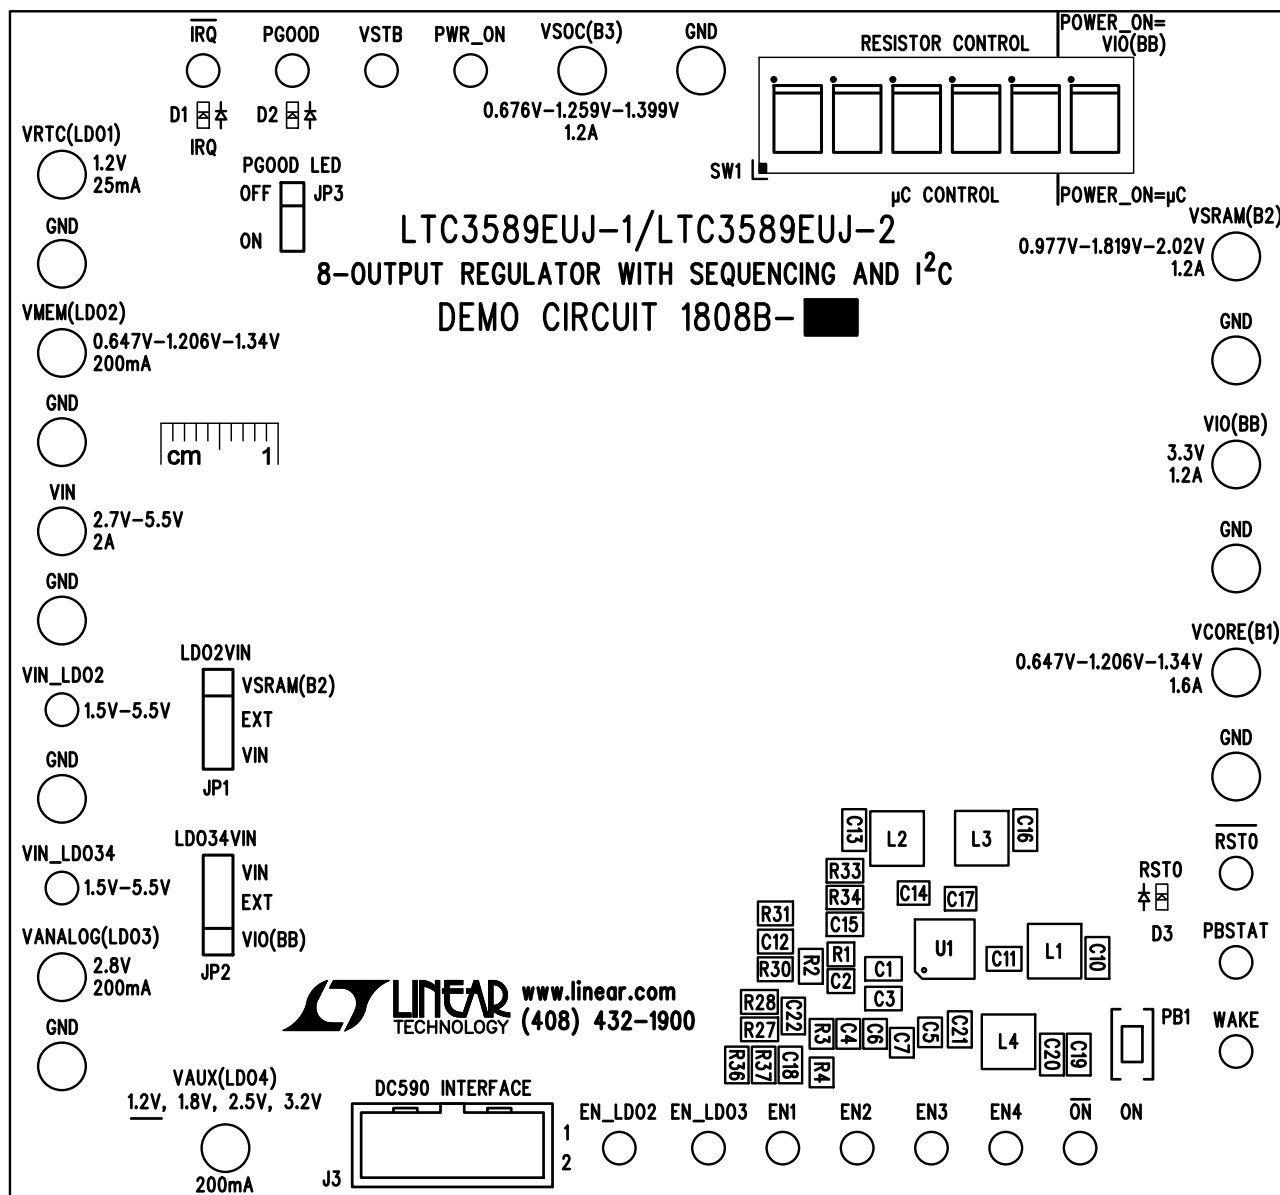 IRQ
PGOOD
VSTB
PWR_ON
VSOC(B3)
GND
RESISTOR CONTROL
POWER_ON=
VIO(BB)
D1
D2
IRQ
0.676V-1.259V-1.399V
1.2A
SW1
µC CONTROL
POWER_ON=µC
VRTC(LDO1)
1.2V
25mA
PGOOD LED
OFF
JP3
ON
GND
LTC3589EUJ-1/LTC3589EUJ-2
8-OUTPUT REGULATOR WITH SEQUENCING AND I²C
DEMO CIRCUIT 1808B-
VSRAM(B2)
0.977V-1.819V-2.02V
1.2A
GND
VMEM(LDO2)
0.647V-1.206V-1.34V
200mA
GND
cm 1
VIO(BB)
3.3V
1.2A
VIN
2.7V-5.5V
2A
GND
GND
VCORE(B1)
0.647V-1.206V-1.34V
1.6A
GND
LDO2VIN
VSRAM(B2)
EXT
VIN
JP1
VIN_LDO2
1.5V-5.5V
GND
LDO34VIN
VIN
EXT
VIO(BB)
JP2
VIN_LDO34
1.5V-5.5V
VANALOG(LDO3)
2.8V
200mA
GND
C13
L2
L3
C16
R33
R34
C14
C17
C15
R31
C12
R30
R2
R1
C2
C1
C3
U1
C11
L1
C10
RSTO
RSTO
D3
PBSTAT
R28
R27
C22
R3
C4
C6
C7
C5
C21
L4
C20
C19
PB1
WAKE
R36
R37
C18
R4
LINEAR
TECHNOLOGY
www.linear.com
(408) 432-1900
VAUX(LDO4)
1.2V, 1.8V, 2.5V, 3.2V
200mA
DC590 INTERFACE
J3
1
2
EN_LDO2
EN_LDO3
EN1
EN2
EN3
EN4
ON
ON